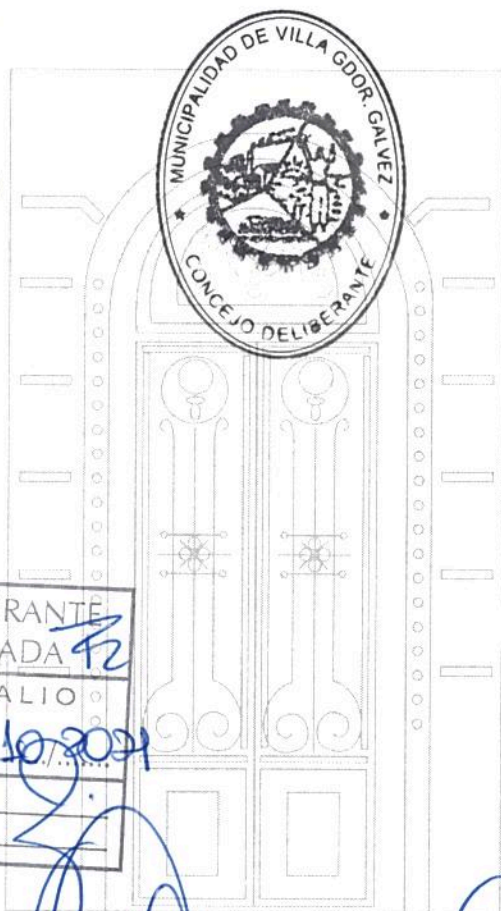 MUNICIPALIDAD DE VILLA GDOR. GALVEZ
CONCEJO DELIBERANTE
RANTE
ADA
ALIO
10
2021